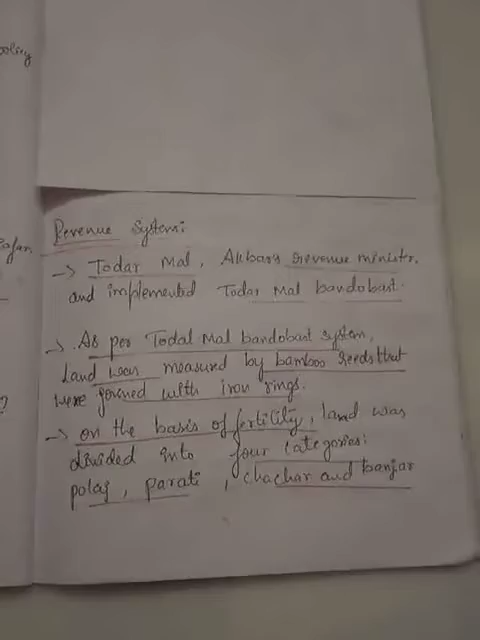 olicy
Revenue System:
→ Todar Mal, Akbar's revenue minister,
and implemented Todar Mal bandobast.
→ As per Todal Mal bandobast system,
Land was measured by bamboo reeds that
were joined with iron rings.
→ on the basis of fertility, land was
divided into four categories:
polaj, parati, chachar and banjar